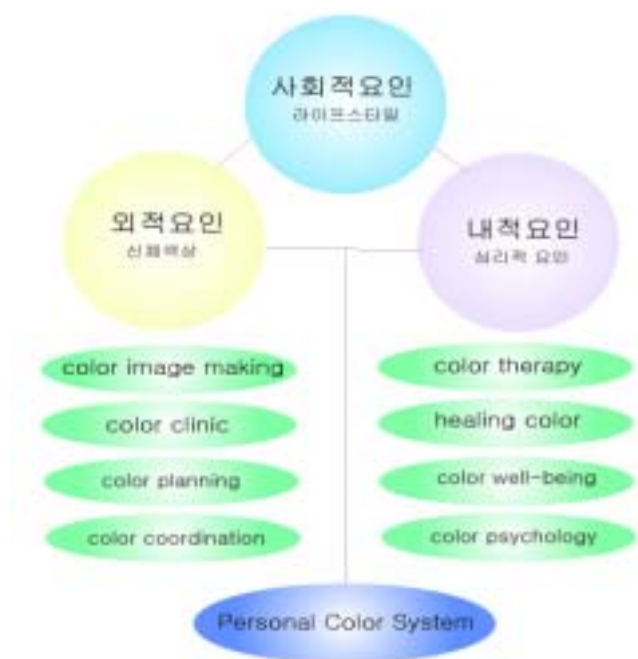 사회적요인
라이프스타일
외적요인
신체색상
내적요인
심리적 요인
color image making
color clinic
color planning
color coordination
color therapy
healing color
color well-being
color psychology
Personal Color System